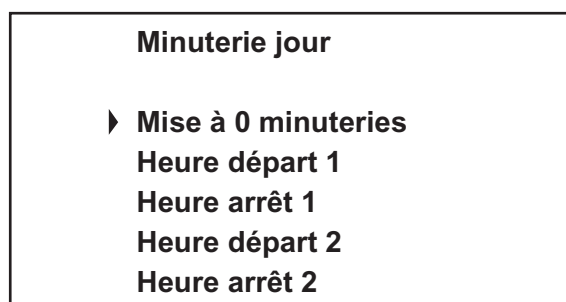 Minuterie jour
Mise à 0 minuteries
Heure départ 1
Heure arrêt 1
Heure départ 2
Heure arrêt 2